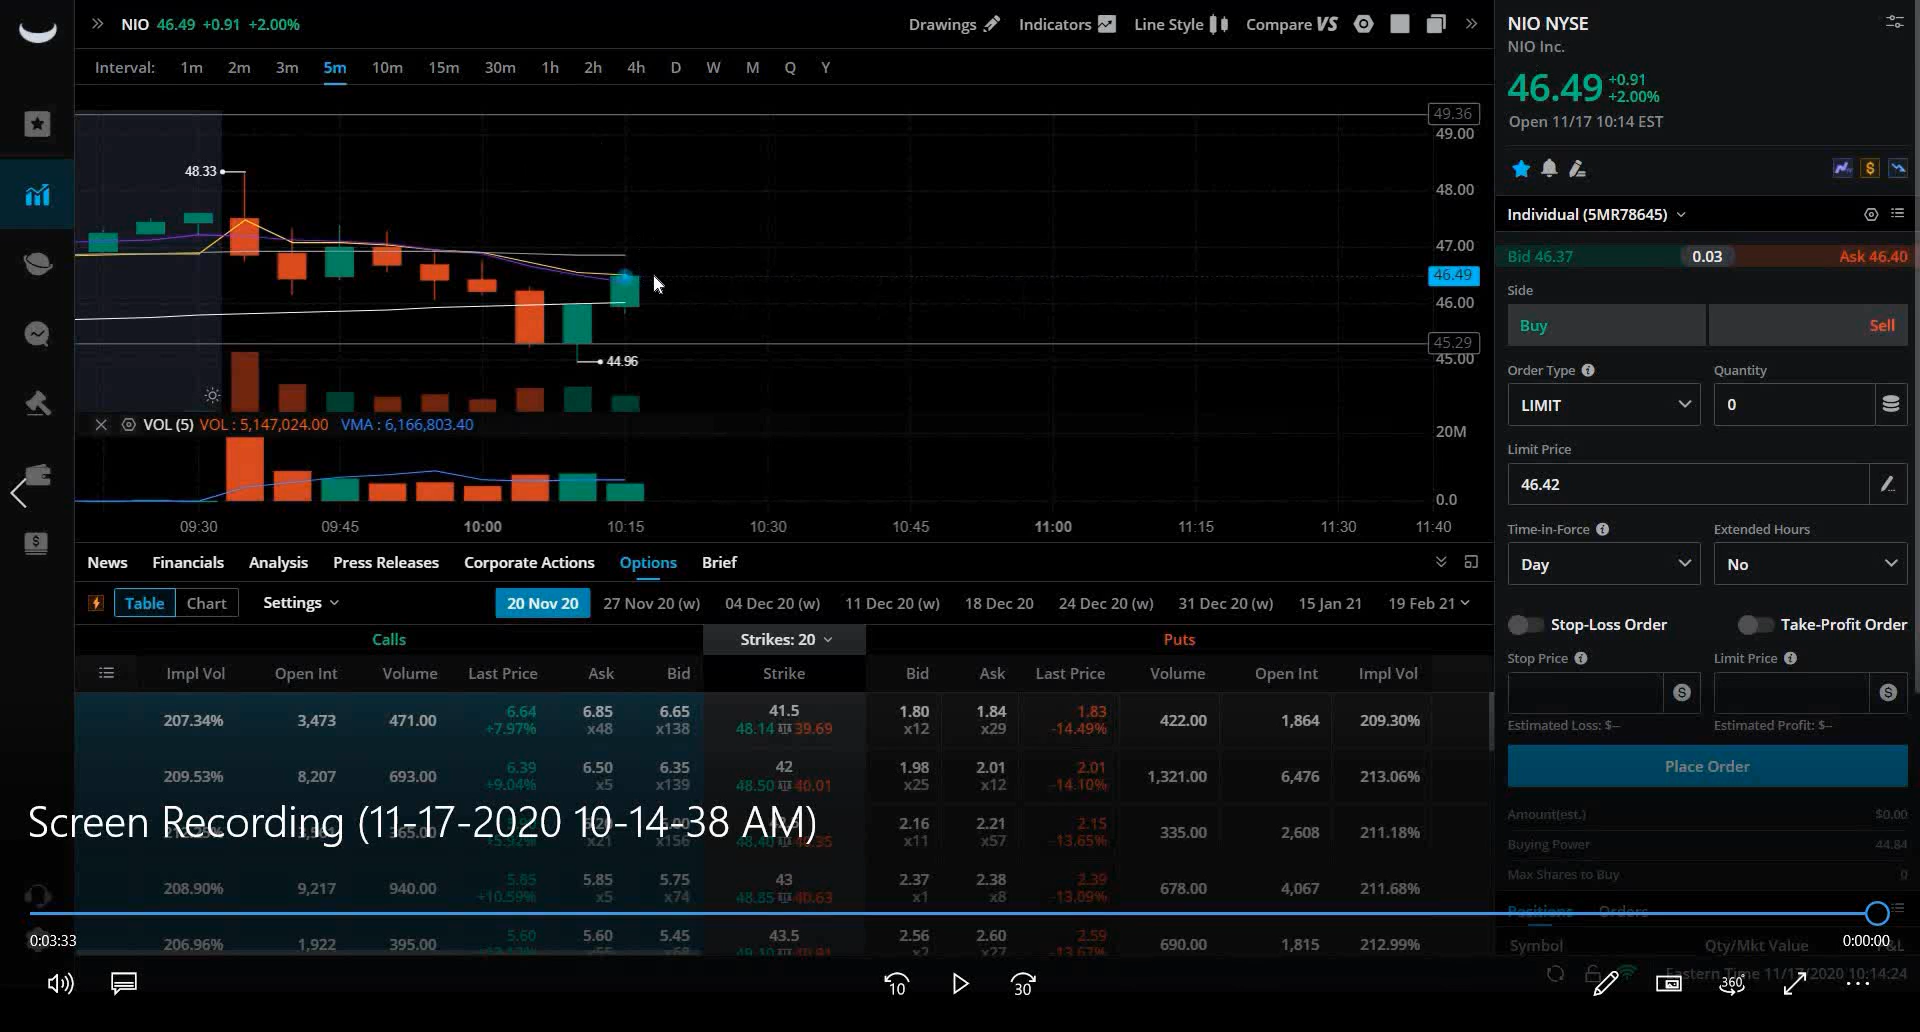 NIO 46.49 +0.91 +2.00%
Drawings Indicators Line Style Compare VS
Interval: 1m 2m 3m 5m 10m 15m 30m 1h 2h 4h D W M Q Y
49.36
49.00
48.33
48.00
47.00
46.49
46.00
45.29
45.00
44.96
VOL (5) VOL : 5,147,024.00 VMA : 6,166,803.40
20M
0.0
09:30 09:45 10:00 10:15 10:30 10:45 11:00 11:15 11:30 11:40
News Financials Analysis Press Releases Corporate Actions Options Brief
Table Chart Settings 20 Nov 20 27 Nov 20 (w) 04 Dec 20 (w) 11 Dec 20 (w) 18 Dec 20 24 Dec 20 (w) 31 Dec 20 (w) 15 Jan 21 19 Feb 21
Calls Strikes: 20 Puts
Impl Vol Open Int Volume Last Price Ask Bid Strike Bid Ask Last Price Volume Open Int Impl Vol
207.34% 3,473 471.00 6.64 6.85 6.65 41.5 1.80 1.84 1.83 422.00 1,864 209.30%
+7.97% x48 x138 48.14 39.69 x12 x29 -14.49%
209.53% 8,207 693.00 6.39 6.50 6.35 42 1.98 2.01 2.01 1,321.00 6,476 213.06%
+9.04% x5 x139 48.50 40.01 x25 x12 -14.10%
2.16 2.21 2.15 335.00 2,608 211.18%
x21 x156 x11 x57 -13.65%
Screen Recording (11-17-2020 10-14-38 AM)
208.90% 9,217 940.00 5.85 5.85 5.75 43 2.37 2.38 2.39 678.00 4,067 211.68%
+10.59% x5 x74 48.85 40.63 x1 x8 -13.09%
206.96% 1,922 395.00 5.60 5.60 5.45 43.5 2.56 2.60 2.59 690.00 1,815 212.99%
0:03:33
0:00:00
10
30
360°
NIO NYSE
NIO Inc.
46.49 +0.91
+2.00%
Open 11/17 10:14 EST
Individual (5MR78645)
Bid 46.37 0.03 Ask 46.40
Side
Buy Sell
Order Type Quantity
LIMIT 0
Limit Price
46.42
Time-in-Force Extended Hours
Day No
Stop-Loss Order Take-Profit Order
Stop Price Limit Price
Estimated Loss: $-- Estimated Profit: $--
Place Order
Amount(est.) $0.00
Buying Power 44.84
Max Shares to Buy 0
Positions Orders
Symbol Qty/Mkt Value P&L
Eastern Time 11/17/2020 10:14:24